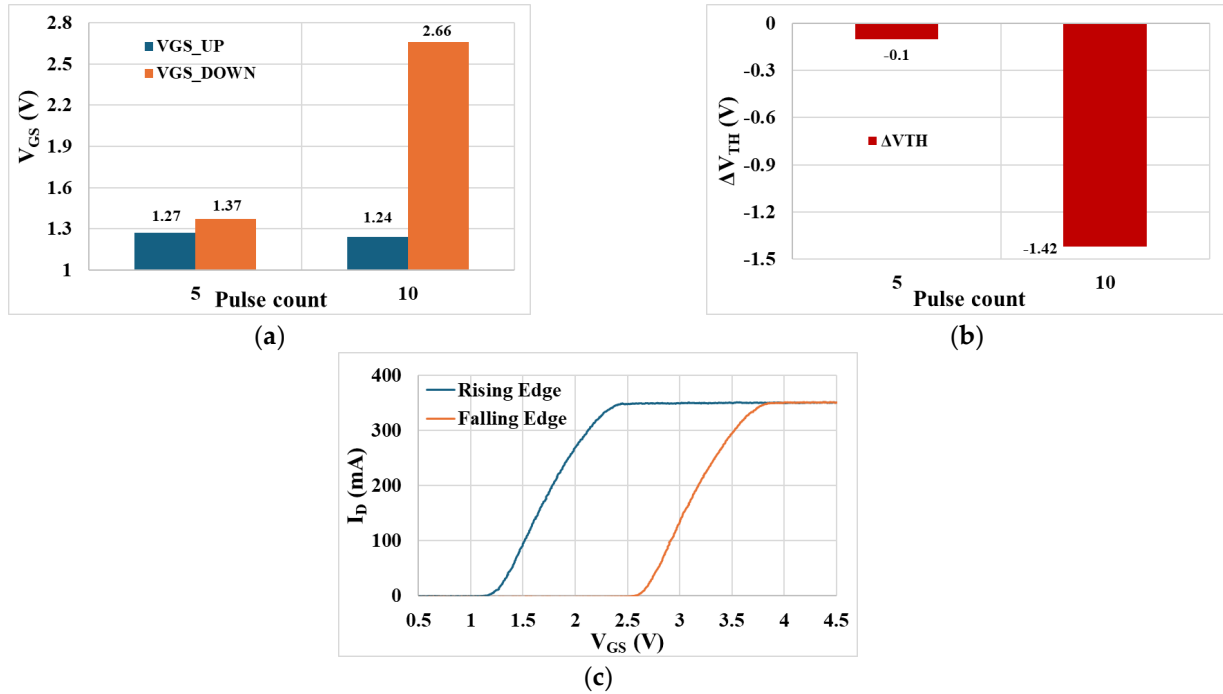 2.8
2.5
2.2
1.9
1.6
1.3
1
V_GS (V)
VGS_UP
VGS_DOWN
1.27
1.37
1.24
2.66
5
10
Pulse count
(a)
0
-0.3
-0.6
-0.9
-1.2
-1.5
ΔV_TH (V)
-0.1
ΔVTH
-1.42
5
10
Pulse count
(b)
400
300
200
100
0
I_D (mA)
Rising Edge
Falling Edge
0.5 1 1.5 2 2.5 3 3.5 4 4.5
V_GS (V)
(c)